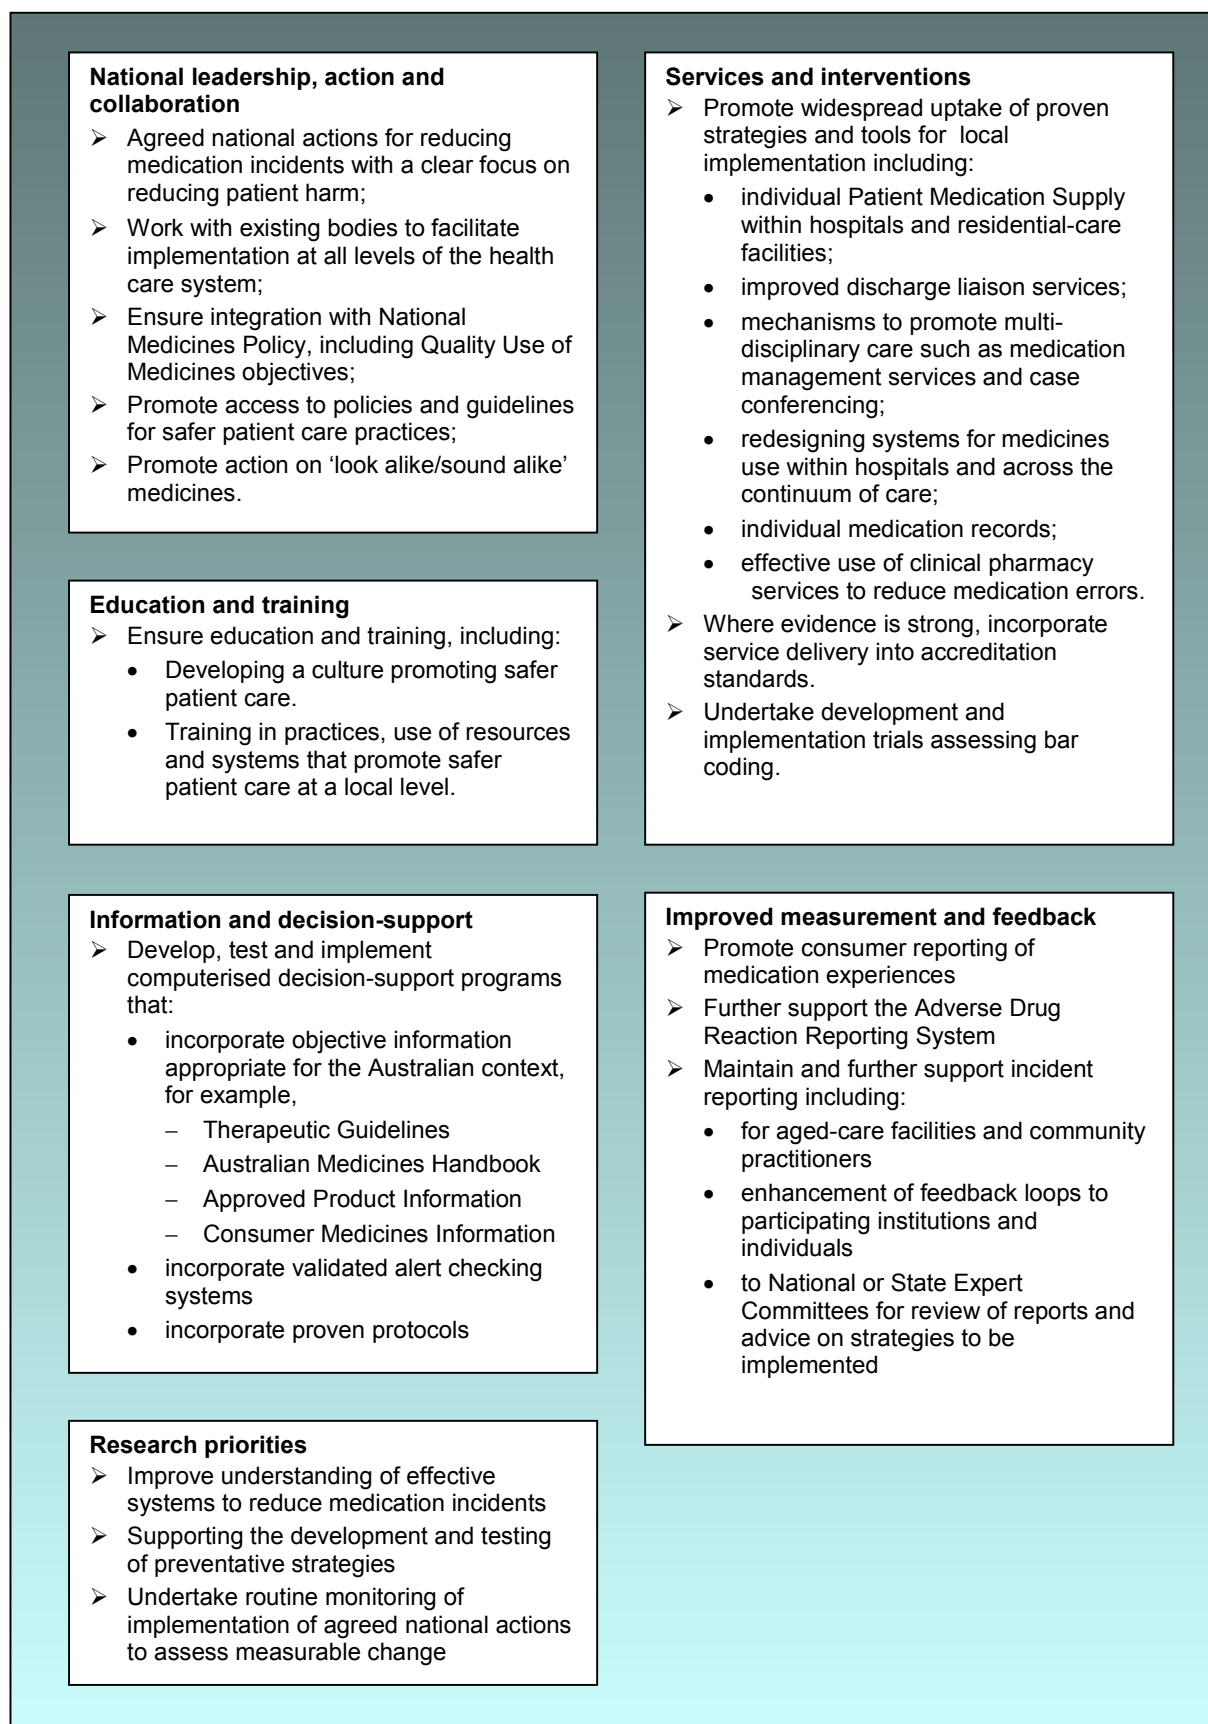 National leadership, action and
collaboration
➢ Agreed national actions for reducing
medication incidents with a clear focus on
reducing patient harm;
➢ Work with existing bodies to facilitate
implementation at all levels of the health
care system;
➢ Ensure integration with National
Medicines Policy, including Quality Use of
Medicines objectives;
➢ Promote access to policies and guidelines
for safer patient care practices;
➢ Promote action on ‘look alike/sound alike’
medicines.
Education and training
➢ Ensure education and training, including:
• Developing a culture promoting safer
patient care.
• Training in practices, use of resources
and systems that promote safer
patient care at a local level.
Information and decision-support
➢ Develop, test and implement
computerised decision-support programs
that:
• incorporate objective information
appropriate for the Australian context,
for example,
− Therapeutic Guidelines
− Australian Medicines Handbook
− Approved Product Information
− Consumer Medicines Information
• incorporate validated alert checking
systems
• incorporate proven protocols
Research priorities
➢ Improve understanding of effective
systems to reduce medication incidents
➢ Supporting the development and testing
of preventative strategies
➢ Undertake routine monitoring of
implementation of agreed national actions
to assess measurable change
Services and interventions
➢ Promote widespread uptake of proven
strategies and tools for local
implementation including:
• individual Patient Medication Supply
within hospitals and residential-care
facilities;
• improved discharge liaison services;
• mechanisms to promote multi-
disciplinary care such as medication
management services and case
conferencing;
• redesigning systems for medicines
use within hospitals and across the
continuum of care;
• individual medication records;
• effective use of clinical pharmacy
services to reduce medication errors.
➢ Where evidence is strong, incorporate
service delivery into accreditation
standards.
➢ Undertake development and
implementation trials assessing bar
coding.
Improved measurement and feedback
➢ Promote consumer reporting of
medication experiences
➢ Further support the Adverse Drug
Reaction Reporting System
➢ Maintain and further support incident
reporting including:
• for aged-care facilities and community
practitioners
• enhancement of feedback loops to
participating institutions and
individuals
• to National or State Expert
Committees for review of reports and
advice on strategies to be
implemented